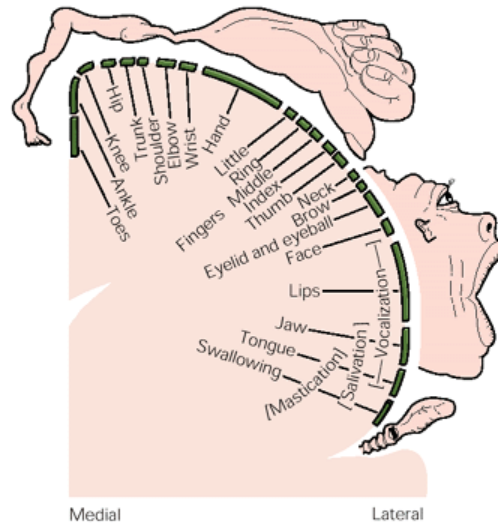 Toes
Ankle
Knee
Hip
Trunk
Shoulder
Elbow
Wrist
Hand
Little
Ring
Middle
Index
Thumb
Fingers
Neck
Brow
Eyelid and eyeball
Face
Lips
Jaw
Tongue
Swallowing
[Mastication]
[Salivation]
Vocalization
Medial
Lateral